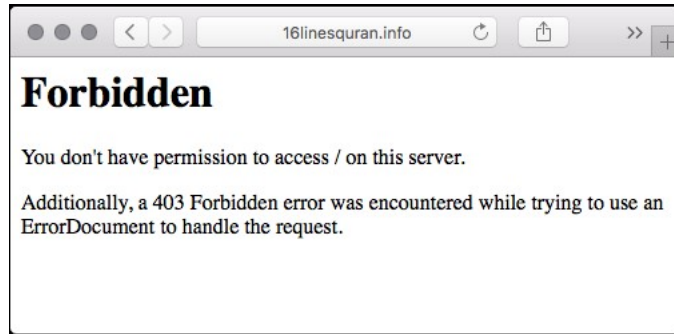 16linesquran.info
Forbidden
You don't have permission to access / on this server.
Additionally, a 403 Forbidden error was encountered while trying to use an
ErrorDocument to handle the request.